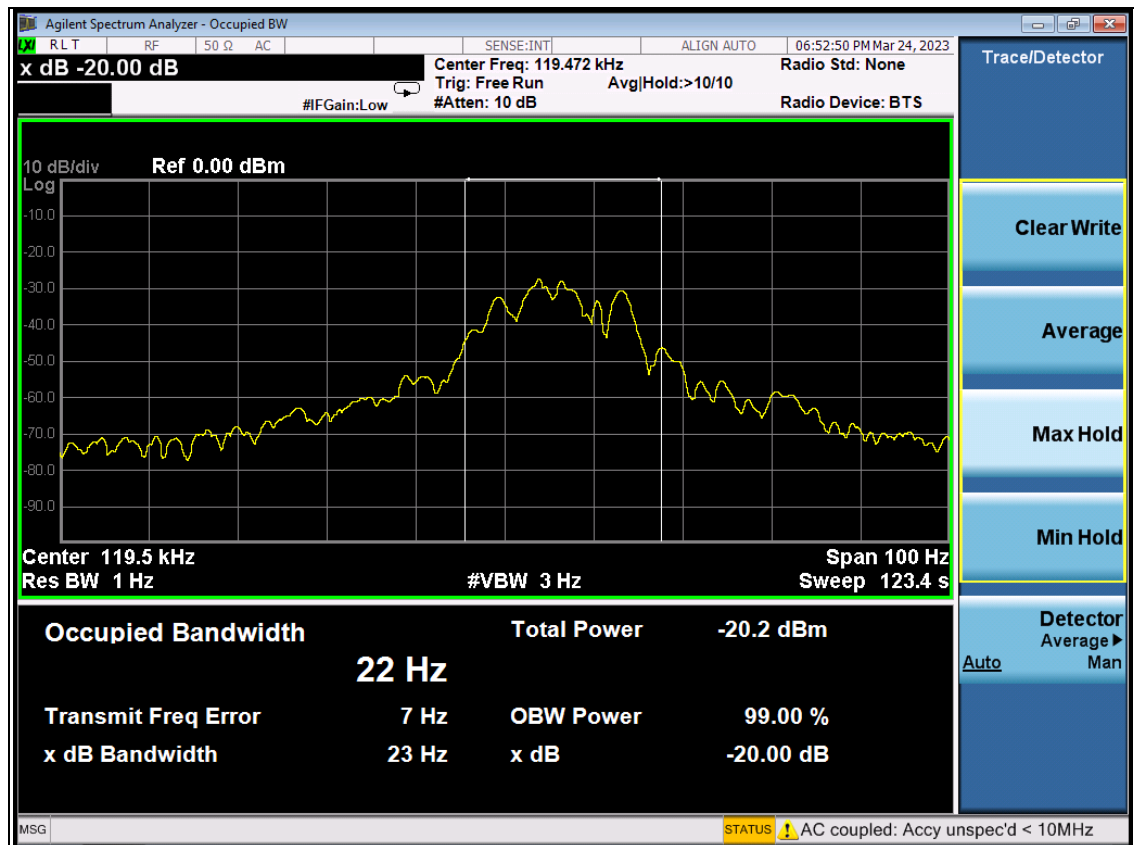 Agilent Spectrum Analyzer - Occupied BW
LXI RLT RF 50 Ω AC SENSE:INT ALIGN AUTO 06:52:50 PM Mar 24, 2023
x dB -20.00 dB
Center Freq: 119.472 kHz
Radio Std: None
Trig: Free Run
Avg|Hold:>10/10
#IFGain:Low
#Atten: 10 dB
Radio Device: BTS
10 dB/div
Ref 0.00 dBm
Log
-10.0
-20.0
-30.0
-40.0
-50.0
-60.0
-70.0
-80.0
-90.0
Center 119.5 kHz
Span 100 Hz
Res BW 1 Hz
#VBW 3 Hz
Sweep 123.4 s
Occupied Bandwidth
Total Power -20.2 dBm
22 Hz
Transmit Freq Error 7 Hz
OBW Power 99.00 %
x dB Bandwidth 23 Hz
x dB -20.00 dB
Trace/Detector
Clear Write
Average
Max Hold
Min Hold
Detector
Average
Auto Man
MSG
STATUS
AC coupled: Accy unspec'd < 10MHz